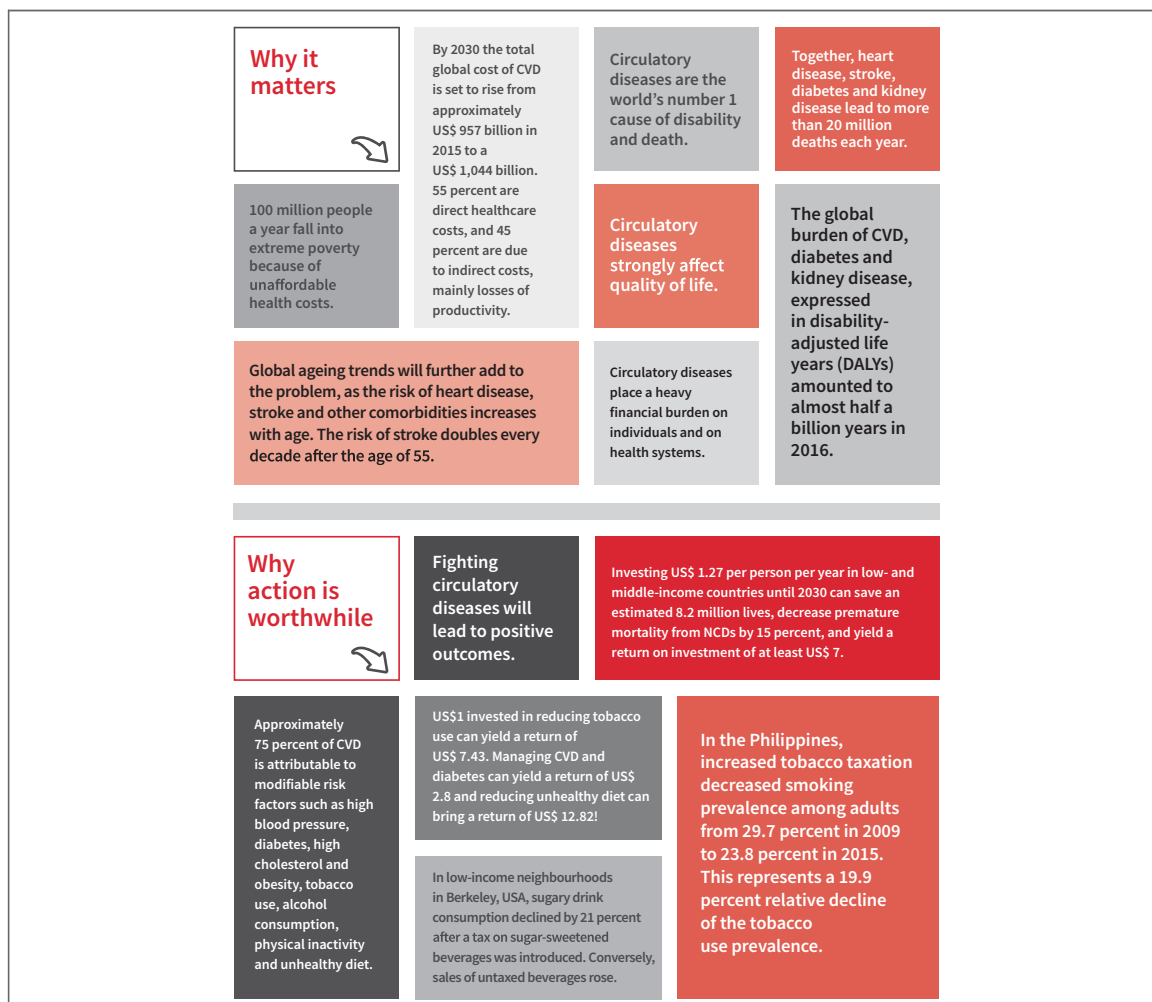 Why it
matters
By 2030 the total
global cost of CVD
is set to rise from
approximately
US$ 957 billion in
2015 to a
US$ 1,044 billion.
55 percent are
direct healthcare
costs, and 45
percent are due
to indirect costs,
mainly losses of
productivity.
Circulatory
diseases are the
world's number 1
cause of disability
and death.
Together, heart
disease, stroke,
diabetes and kidney
disease lead to more
than 20 million
deaths each year.
100 million people
a year fall into
extreme poverty
because of
unaffordable
health costs.
Circulatory
diseases
strongly affect
quality of life.
The global
burden of CVD,
diabetes and
kidney disease,
expressed
in disability-
adjusted life
years (DALYs)
amounted to
almost half a
billion years in
2016.
Global ageing trends will further add to
the problem, as the risk of heart disease,
stroke and other comorbidities increases
with age. The risk of stroke doubles every
decade after the age of 55.
Circulatory diseases
place a heavy
financial burden on
individuals and on
health systems.
Why
action is
worthwhile
Fighting
circulatory
diseases will
lead to positive
outcomes.
Investing US$ 1.27 per person per year in low- and
middle-income countries until 2030 can save an
estimated 8.2 million lives, decrease premature
mortality from NCDs by 15 percent, and yield a
return on investment of at least US$ 7.
Approximately
75 percent of CVD
is attributable to
modifiable risk
factors such as high
blood pressure,
diabetes, high
cholesterol and
obesity, tobacco
use, alcohol
consumption,
physical inactivity
and unhealthy diet.
US$1 invested in reducing tobacco
use can yield a return of
US$ 7.43. Managing CVD and
diabetes can yield a return of US$
2.8 and reducing unhealthy diet can
bring a return of US$ 12.82!
In low-income neighbourhoods
in Berkeley, USA, sugary drink
consumption declined by 21 percent
after a tax on sugar-sweetened
beverages was introduced. Conversely,
sales of untaxed beverages rose.
In the Philippines,
increased tobacco taxation
decreased smoking
prevalence among adults
from 29.7 percent in 2009
to 23.8 percent in 2015.
This represents a 19.9
percent relative decline
of the tobacco
use prevalence.